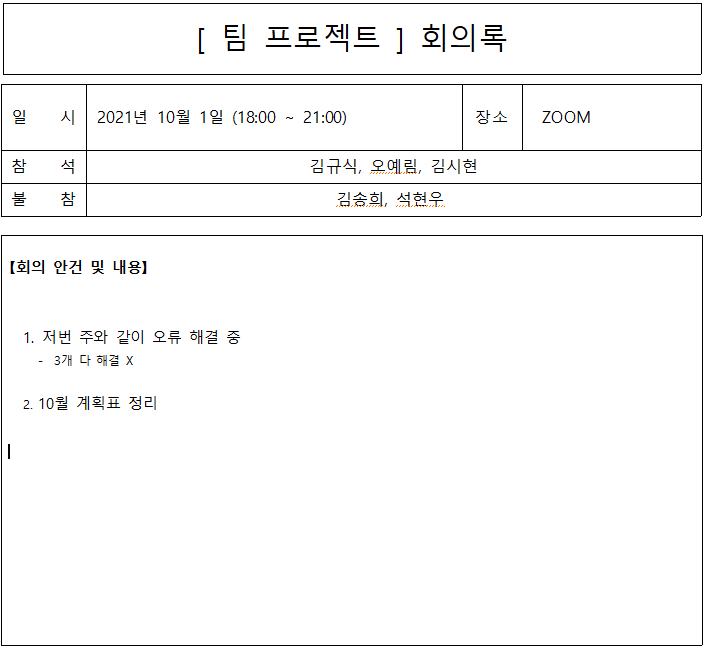 [ 팀 프로젝트 ] 회의록
일 시 2021년 10월 1일 (18:00 ~ 21:00) 장소 ZOOM
참 석 김규식, 오예림, 김시현
불 참 김송희, 석현우
【회의 안건 및 내용】
1. 저번 주와 같이 오류 해결 중
- 3개 다 해결 X
2. 10월 계획표 정리